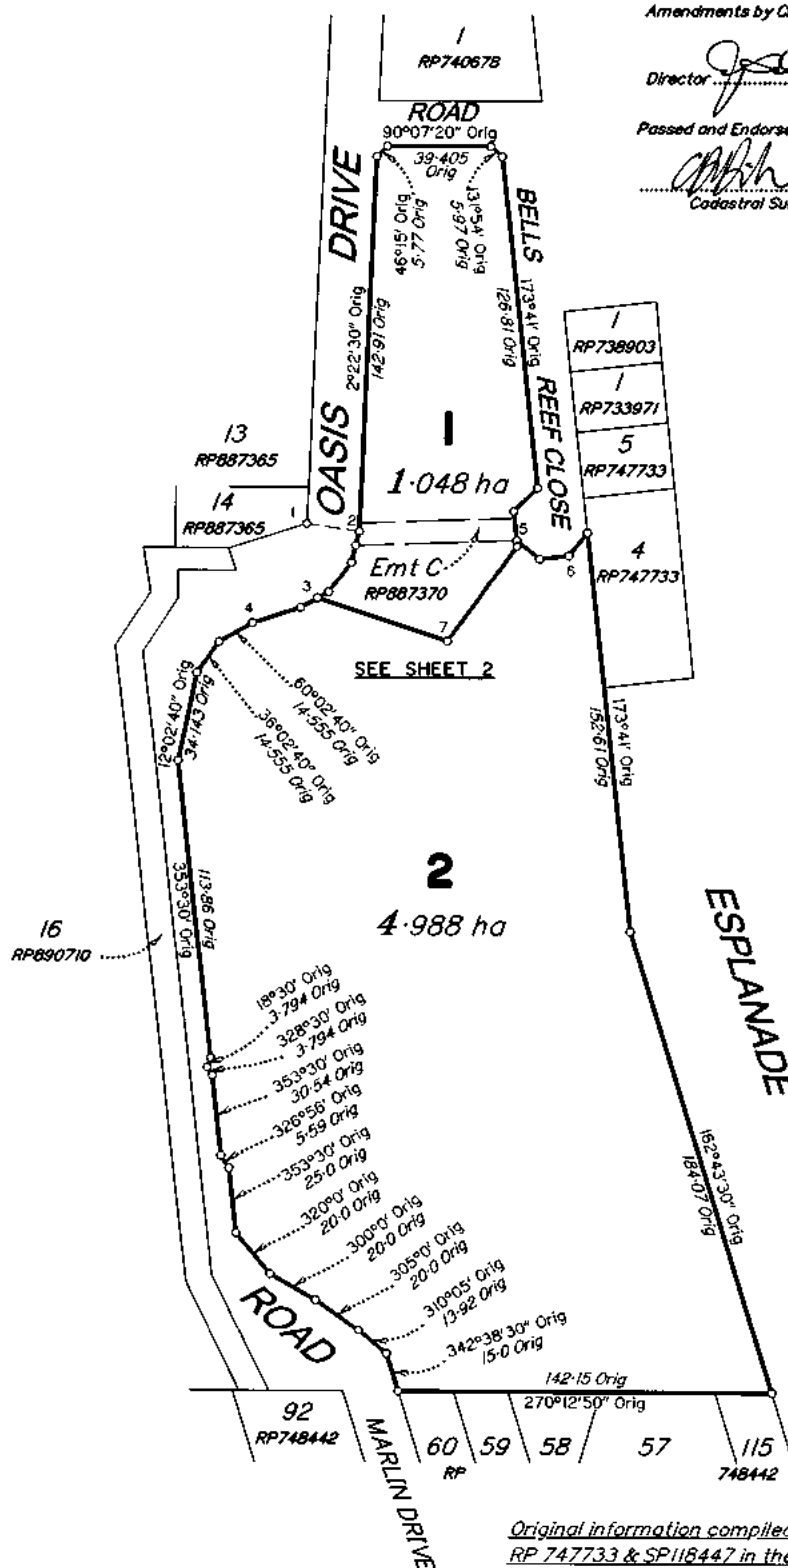 Amendments by C
1
RP740678
Director
Passed and Endorse
Cadastral Su
ROAD
90°07'20" Orig
39·405
Orig
46°15' Orig
5·77 Orig
131°54' Orig
5·97 Orig
OASIS DRIVE
2°22'30" Orig
142·91 Orig
BELLS REEF CLOSE
173°41' Orig
126·81 Orig
1
RP738903
1
RP733971
5
RP747733
4
RP747733
13
RP887365
14
RP887365
1
1·048 ha
1
2
3
4
5
6
7
Emt C
RP887370
SEE SHEET 2
60°02'40" Orig
14·555 Orig
36°02'40" Orig
14·555 Orig
12°02'40" Orig
34·143 Orig
173°41' Orig
152·61 Orig
2
4·988 ha
353°30' Orig
113·86 Orig
16
RP890710
ESPLANADE
18°30' Orig
3·794 Orig
328°30' Orig
3·794 Orig
353°30' Orig
30·54 Orig
326°56' Orig
5·59 Orig
353°30' Orig
25·0 Orig
320°0' Orig
20·0 Orig
300°0' Orig
20·0 Orig
305°0' Orig
20·0 Orig
310°05' Orig
13·92 Orig
342°38'30" Orig
15·0 Orig
162°43'30" Orig
184·07 Orig
ROAD
142·15 Orig
270°12'50" Orig
92
RP748442
MARLIN DRIVE
60
59
58
57
115
RP
748442
Original information compiled
RP 747733 & SP118447 in the